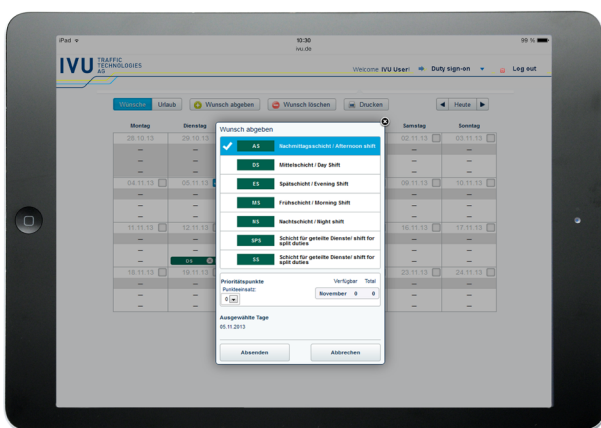 iPad
10:30
99 %
ivu.de
IVU TRAFFIC
TECHNOLOGIES
AG
Welcome IVU User! Duty sign-on Log out
Wünsche Urlaub Wunsch abgeben Wunsch löschen Drucken Heute
Montag Dienstag Samstag Sonntag
28.10.13 29.10.13 02.11.13 03.11.13
04.11.13 05.11.13 09.11.13 10.11.13
11.11.13 12.11.13 16.11.13 17.11.13
DS
18.11.13 19.11.13 23.11.13 24.11.13
Wunsch abgeben
AS Nachmittagsschicht / Afternoon shift
DS Mittelschicht / Day Shift
ES Spätschicht / Evening Shift
MS Frühschicht / Morning Shift
NS Nachtschicht / Night shift
SPS Schicht für geteilte Dienste/ shift for
split duties
SS Schicht für geteilte Dienste/ shift for
split duties
Prioritätspunkte Verfügbar Total
Punkteeinsatz:
0 November 0 0
Ausgewählte Tage
05.11.2013
Absenden Abbrechen